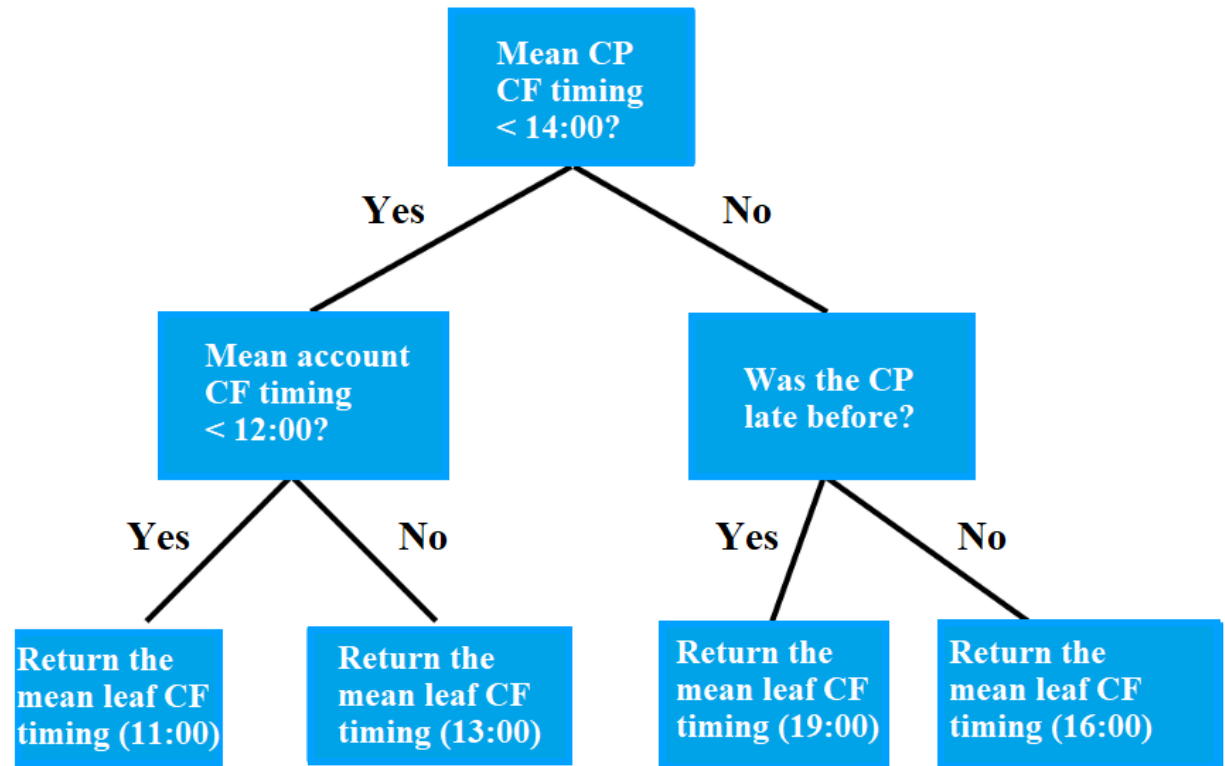 Mean CP
CF timing
< 14:00?
Yes
No
Mean account
CF timing
< 12:00?
Was the CP
late before?
Yes
No
Yes
No
Return the
mean leaf CF
timing (11:00)
Return the
mean leaf CF
timing (13:00)
Return the
mean leaf CF
timing (19:00)
Return the
mean leaf CF
timing (16:00)